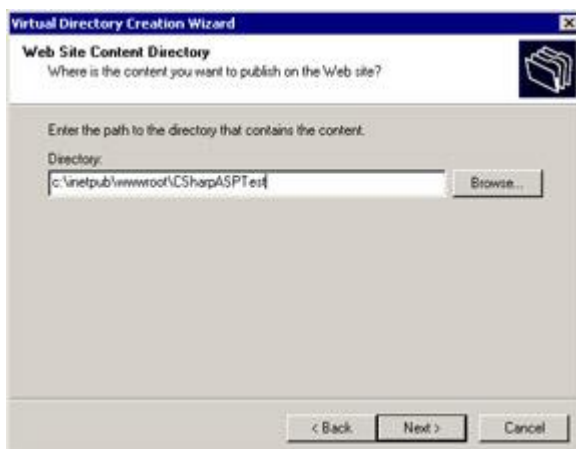 Virtual Directory Creation Wizard
Web Site Content Directory
Where is the content you want to publish on the Web site?
Enter the path to the directory that contains the content.
Directory:
c:\inetpub\wwwroot\CSharpASPTest
Browse...
< Back
Next >
Cancel